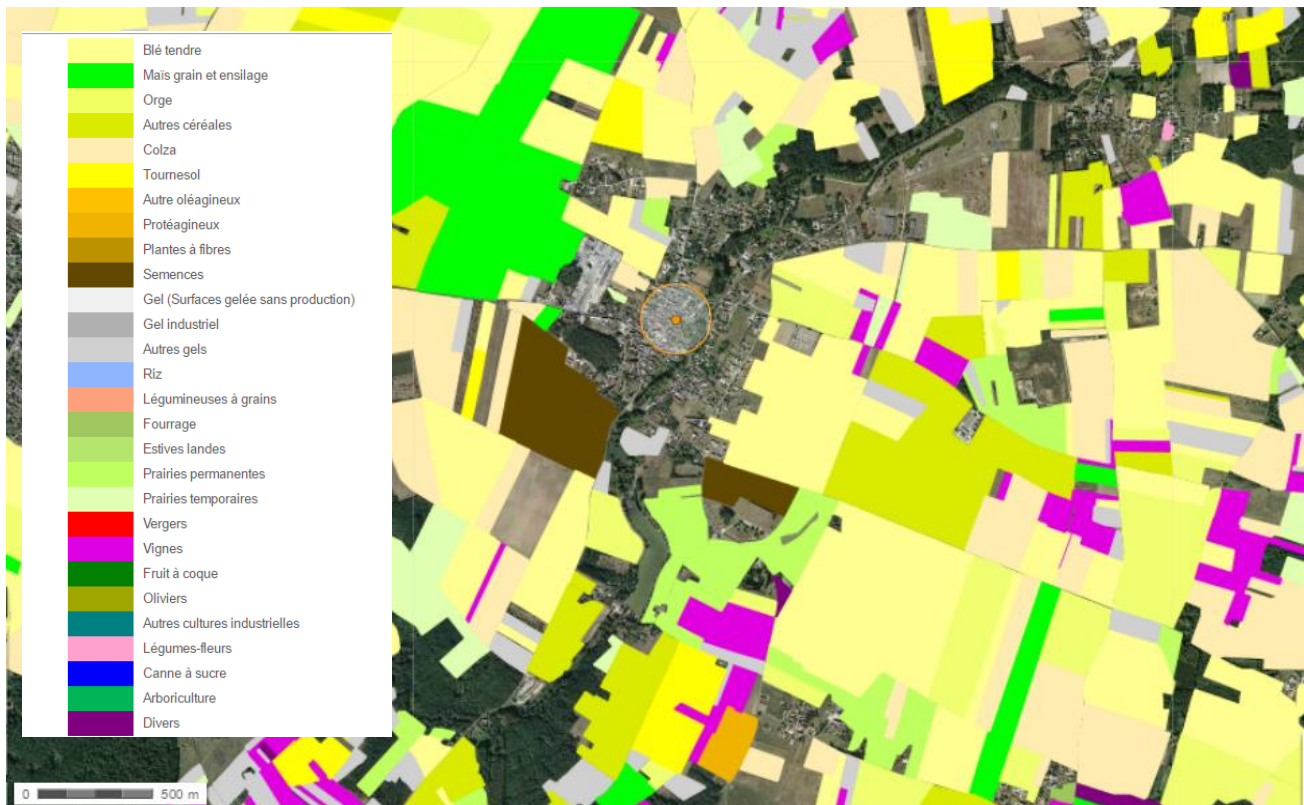 Blé tendre
Maïs grain et ensilage
Orge
Autres céréales
Colza
Tournesol
Autre oléagineux
Protéagineux
Plantes à fibres
Semences
Gel (Surfaces gelée sans production)
Gel industriel
Autres gels
Riz
Légumineuses à grains
Fourrage
Estives landes
Prairies permanentes
Prairies temporaires
Vergers
Vignes
Fruit à coque
Oliviers
Autres cultures industrielles
Légumes-fleurs
Canne à sucre
Arboriculture
Divers
0 500 m